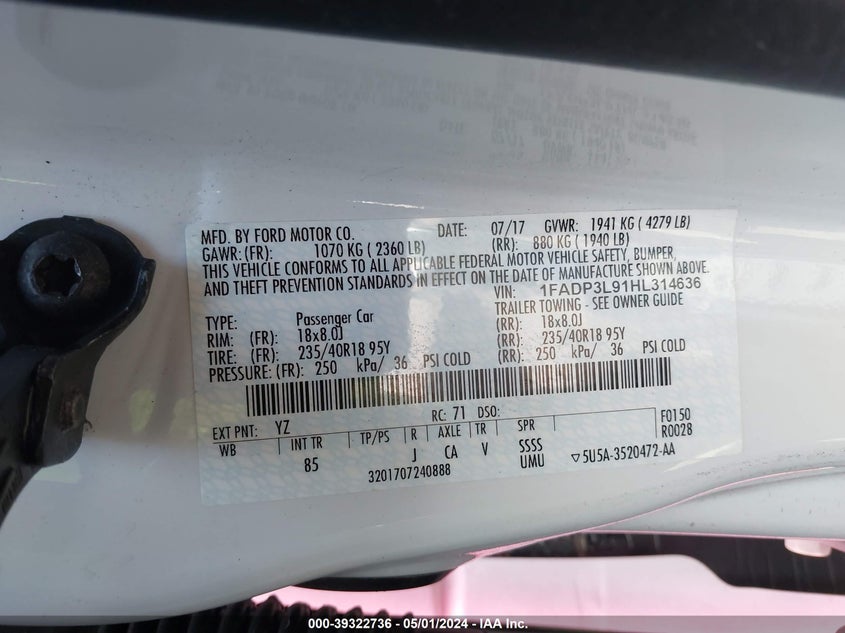 MFD. BY FORD MOTOR CO. DATE: 07/17 GVWR: 1941 KG ( 4279 LB)
GAWR: (FR): 1070 KG ( 2360 LB) (RR): 880 KG ( 1940 LB)
THIS VEHICLE CONFORMS TO ALL APPLICABLE FEDERAL MOTOR VEHICLE SAFETY, BUMPER,
AND THEFT PREVENTION STANDARDS IN EFFECT ON THE DATE OF MANUFACTURE SHOWN ABOVE.
VIN: 1FADP3L91HL314636
TRAILER TOWING - SEE OWNER GUIDE
TYPE: Passenger Car
RIM: (FR): 18x8.0J (RR): 18x8.0J
TIRE: (FR): 235/40R18 95Y (RR): 235/40R18 95Y
PRESSURE: (FR): 250 kPa/ 36 PSI COLD (RR): 250 kPa/ 36 PSI COLD
EXT PNT: YZ RC: 71 DSO: F0150
WB INT TR TP/PS R AXLE TR SPR R0028
85 J CA V SSSS
3201707240888 UMU ▽5U5A-3520472-AA
000-39322736 - 05/01/2024 - IAA Inc.